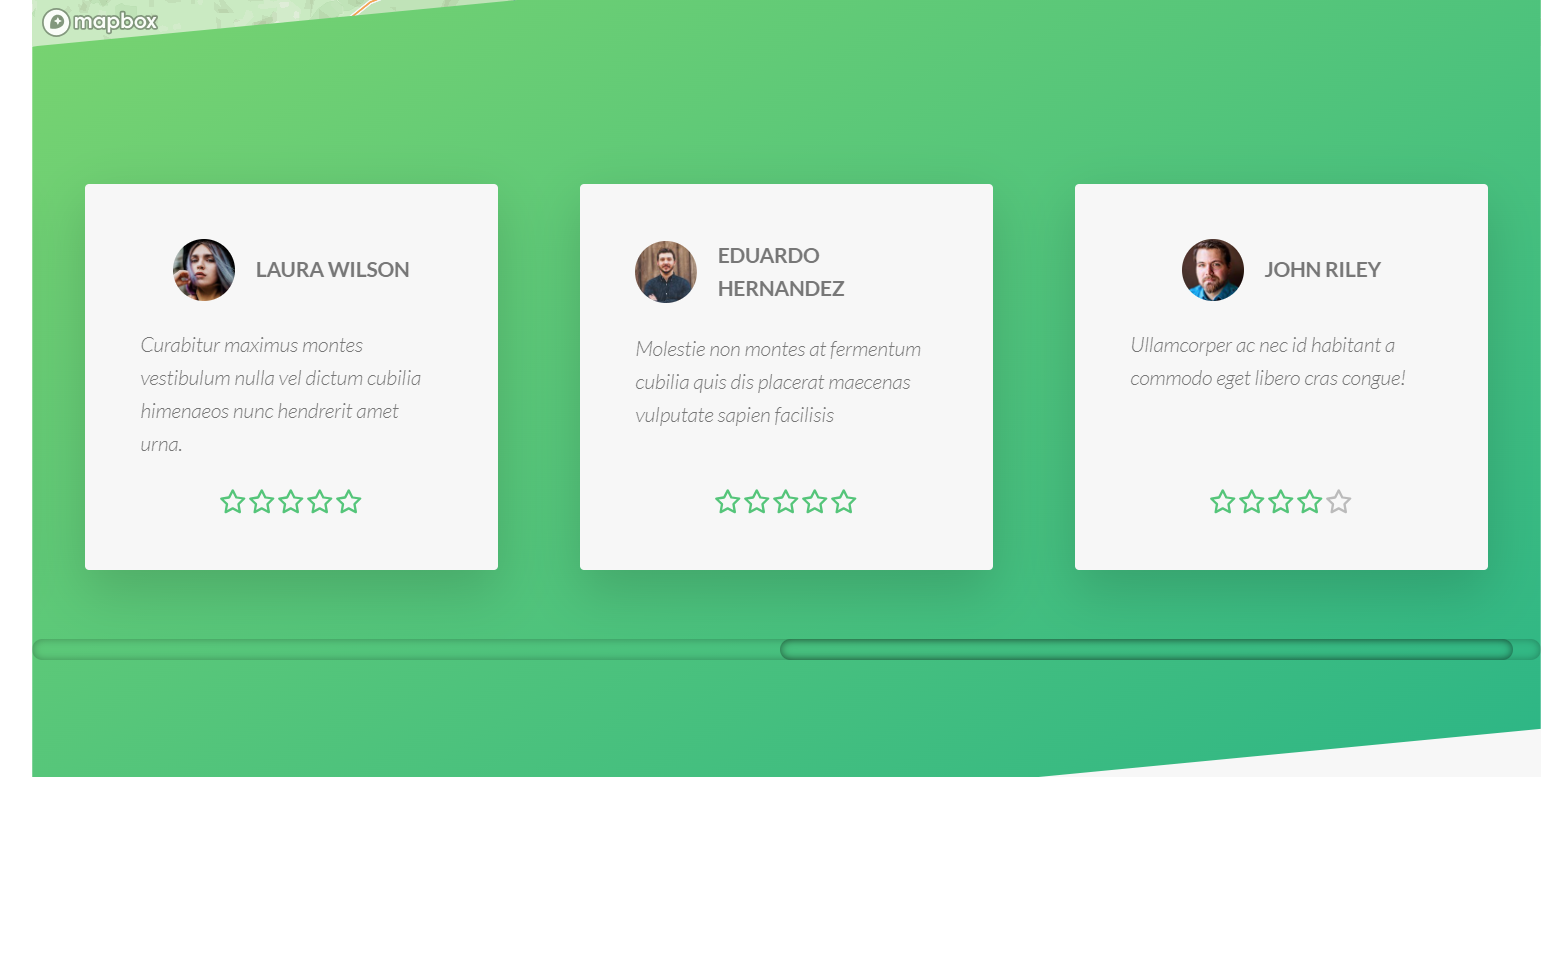 mapbox
LAURA WILSON
Curabitur maximus montes
vestibulum nulla vel dictum cubilia
himenaeos nunc hendrerit amet
urna.
EDUARDO
HERNANDEZ
Molestie non montes at fermentum
cubilia quis dis placerat maecenas
vulputate sapien facilisis
JOHN RILEY
Ullamcorper ac nec id habitant a
commodo eget libero cras congue!